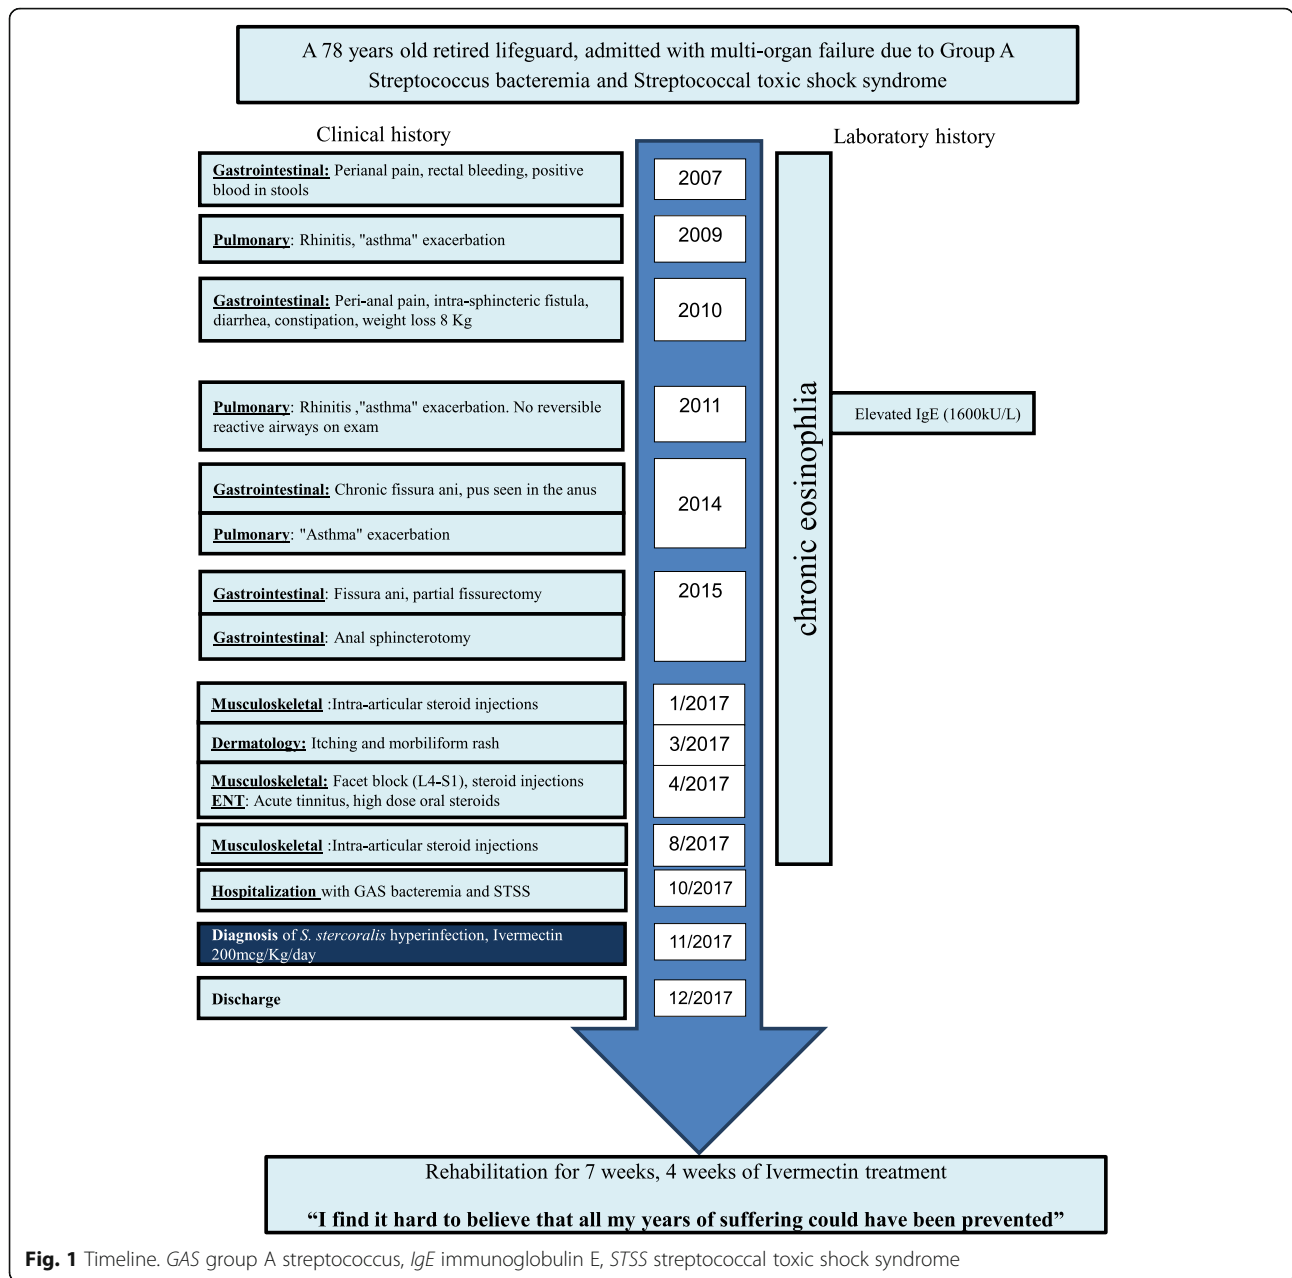 A 78 years old retired lifeguard, admitted with multi-organ failure due to Group A
Streptococcus bacteremia and Streptococcal toxic shock syndrome
Clinical history
Laboratory history
Gastrointestinal: Perianal pain, rectal bleeding, positive
blood in stools
2007
Pulmonary: Rhinitis, "asthma" exacerbation
2009
Gastrointestinal: Peri-anal pain, intra-sphincteric fistula,
diarrhea, constipation, weight loss 8 Kg
2010
Pulmonary: Rhinitis ,"asthma" exacerbation. No reversible
reactive airways on exam
2011
Elevated IgE (1600kU/L)
chronic eosinophlia
Gastrointestinal: Chronic fissura ani, pus seen in the anus
Pulmonary: "Asthma" exacerbation
2014
Gastrointestinal: Fissura ani, partial fissurectomy
Gastrointestinal: Anal sphincterotomy
2015
Musculoskeletal :Intra-articular steroid injections
1/2017
Dermatology: Itching and morbiliform rash
3/2017
Musculoskeletal: Facet block (L4-S1), steroid injections
ENT: Acute tinnitus, high dose oral steroids
4/2017
Musculoskeletal :Intra-articular steroid injections
8/2017
Hospitalization with GAS bacteremia and STSS
10/2017
Diagnosis of S. stercoralis hyperinfection, Ivermectin
200mcg/Kg/day
11/2017
Discharge
12/2017
Rehabilitation for 7 weeks, 4 weeks of Ivermectin treatment
“I find it hard to believe that all my years of suffering could have been prevented”
Fig. 1 Timeline. GAS group A streptococcus, IgE immunoglobulin E, STSS streptococcal toxic shock syndrome